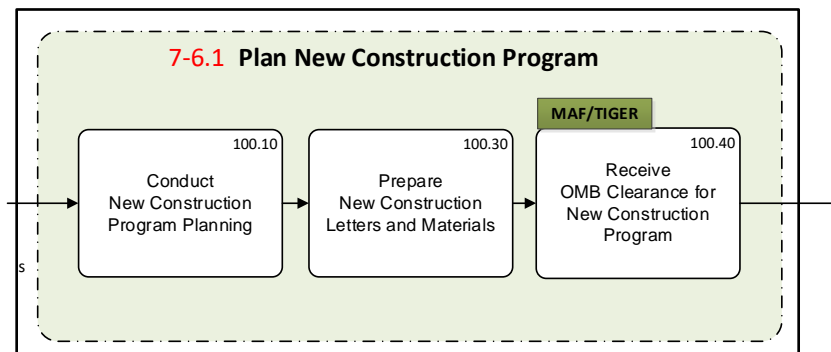 7-6.1 Plan New Construction Program
MAF/TIGER
100.10
Conduct
New Construction
Program Planning
100.30
Prepare
New Construction
Letters and Materials
100.40
Receive
OMB Clearance for
New Construction
Program
s